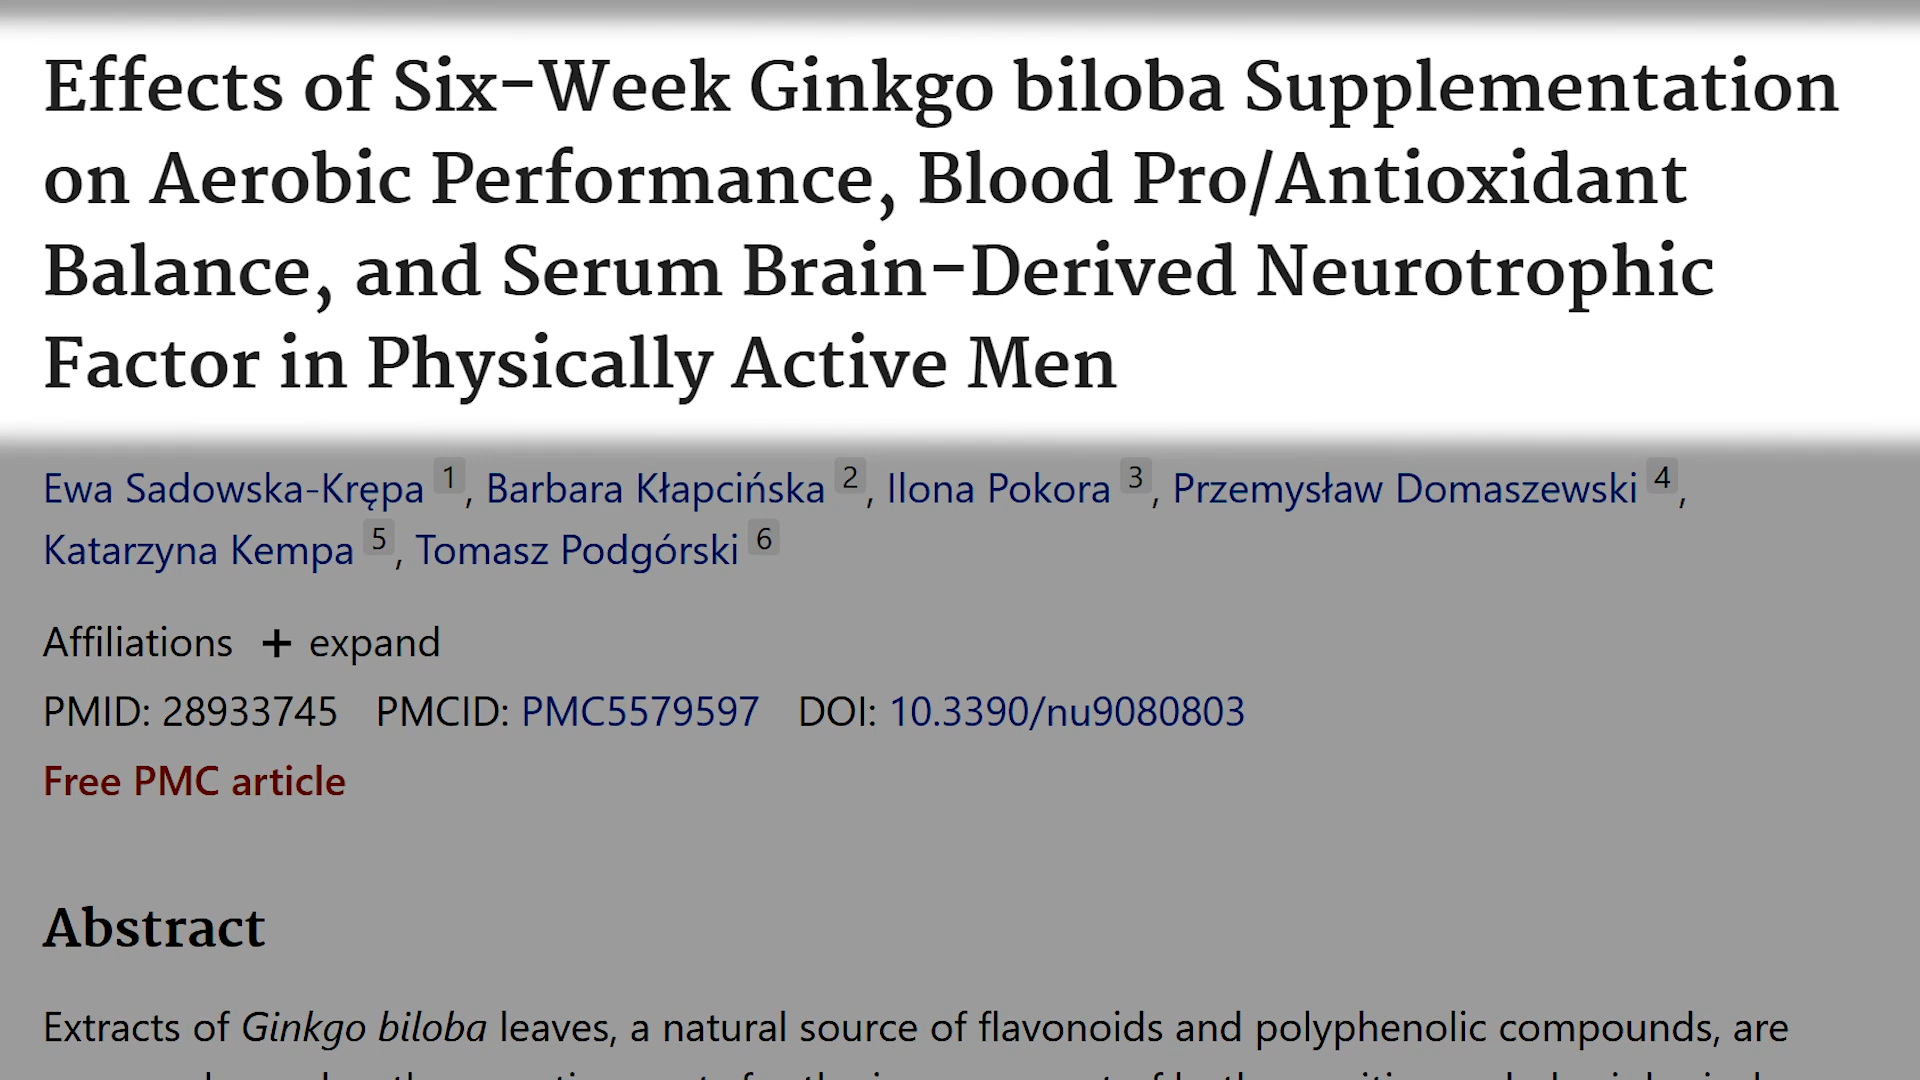 Effects of Six-Week Ginkgo biloba Supplementation
on Aerobic Performance, Blood Pro/Antioxidant
Balance, and Serum Brain-Derived Neurotrophic
Factor in Physically Active Men
Ewa Sadowska-Krępa 1, Barbara Kłapcińska 2, Ilona Pokora 3, Przemysław Domaszewski 4,
Katarzyna Kempa 5, Tomasz Podgórski 6
Affiliations + expand
PMID: 28933745 PMCID: PMC5579597 DOI: 10.3390/nu9080803
Free PMC article
Abstract
Extracts of Ginkgo biloba leaves, a natural source of flavonoids and polyphenolic compounds, are